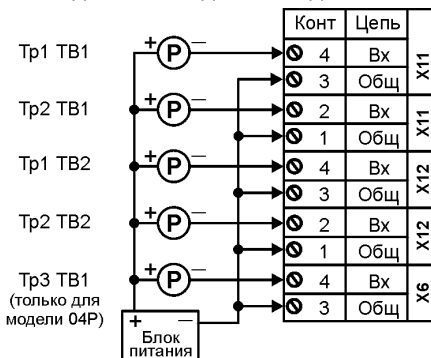 Конт Цепь
Тр1 ТВ1 + P — 4 Вх X11
3 Общ
Тр2 ТВ1 + P — 2 Вх X11
1 Общ
Тр1 ТВ2 + P — 4 Вх X12
3 Общ
Тр2 ТВ2 + P — 2 Вх X12
1 Общ
Тр3 ТВ1 + P — 4 Вх X6
(только для
модели 04Р) 3 Общ
+ —
Блок
питания